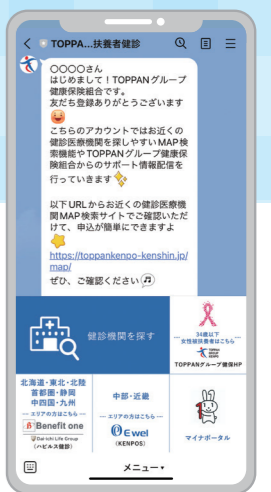 TOPPA...扶養者健診
〇〇〇〇さん
はじめまして！TOPPANグループ
健康保険組合です。
友だち登録ありがとうございます
こちらのアカウントではお近くの
健診医療機関を探しやすいMAP検
索機能やTOPPANグループ健康保
険組合からのサポート情報配信を
行っていきます
以下URLからお近くの健診医療機
関MAP検索サイトでご確認いただ
けて、申込が簡単にできますよ
https://toppankenpo-kenshin.jp/
map/
ぜひ、ご確認ください
健診機関を探す
34歳以下
女性被扶養者はこちら
TOPPANグループ健保HP
北海道・東北・北陸
首都圏・静岡
中四国・九州
エリアの方はこちら
Benefit one
Dai-ichi Life Group
(ハピルス健診)
中部・近畿
エリアの方はこちら
Ewel
(KENPOS)
マイナポータル
メニュー▾